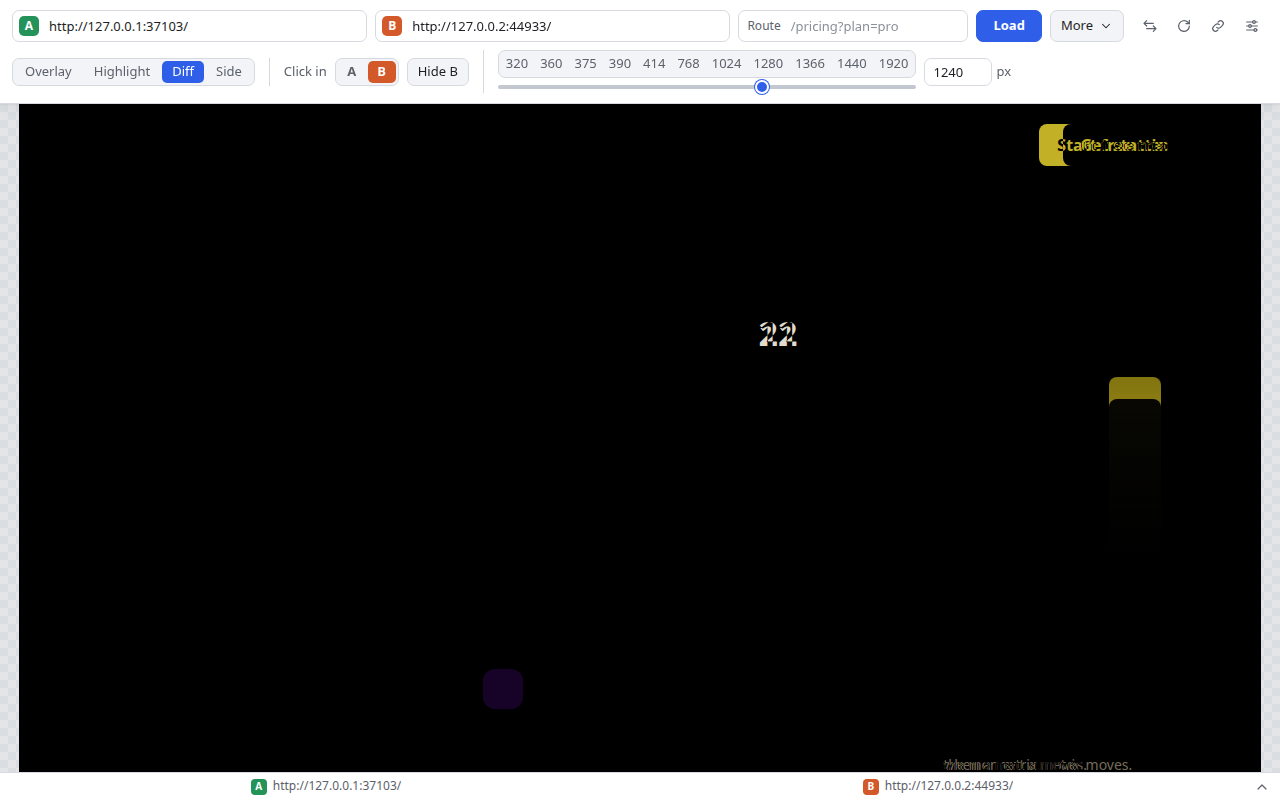 A http://127.0.0.1:37103/
B http://127.0.0.2:44933/
Route /pricing?plan=pro
Load
More
Overlay Highlight Diff Side
Click in A B
Hide B
320 360 375 390 414 768 1024 1280 1366 1440 1920
1240 px
22
moves.
A http://127.0.0.1:37103/
B http://127.0.0.2:44933/